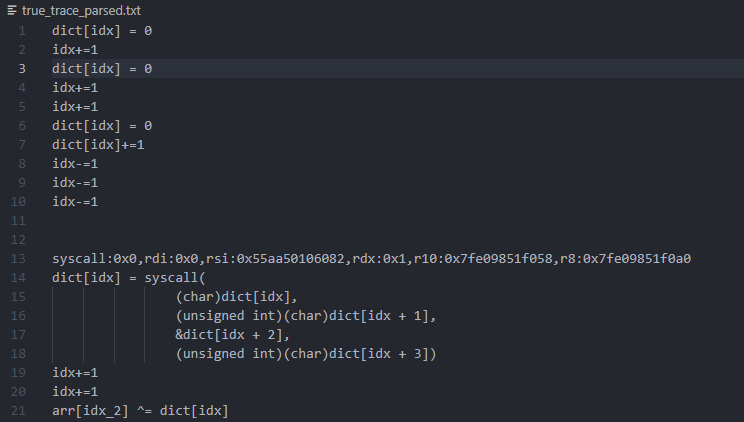 true_trace_parsed.txt
1 dict[idx] = 0
2 idx+=1
3 dict[idx] = 0
4 idx+=1
5 idx+=1
6 dict[idx] = 0
7 dict[idx]+=1
8 idx-=1
9 idx-=1
10 idx-=1
11
12
13 syscall:0x0,rdi:0x0,rsi:0x55aa50106082,rdx:0x1,r10:0x7fe09851f058,r8:0x7fe09851f0a0
14 dict[idx] = syscall(
15 (char)dict[idx],
16 (unsigned int)(char)dict[idx + 1],
17 &dict[idx + 2],
18 (unsigned int)(char)dict[idx + 3])
19 idx+=1
20 idx+=1
21 arr[idx_2] ^= dict[idx]